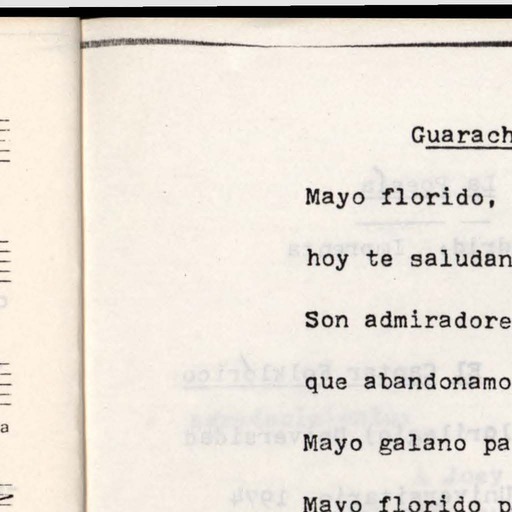 Guarach
Mayo florido,
hoy te saludan
Son admiradore
que abandonamo
Mayo galano pa
Mayo florido p
a